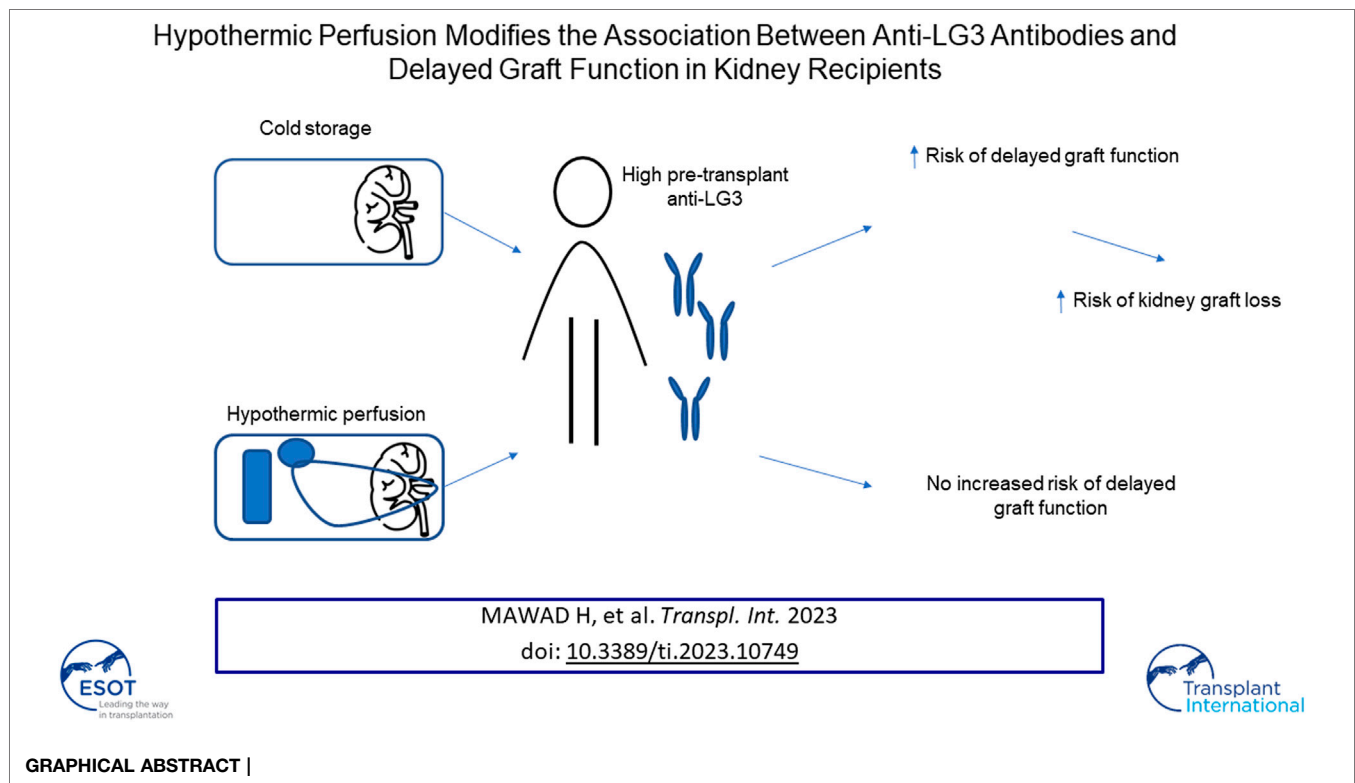 Hypothermic Perfusion Modifies the Association Between Anti-LG3 Antibodies and
Delayed Graft Function in Kidney Recipients
Cold storage
High pre-transplant
anti-LG3
Risk of delayed graft function
Risk of kidney graft loss
Hypothermic perfusion
No increased risk of delayed
graft function
MAWAD H, et al. Transpl. Int. 2023
doi: 10.3389/ti.2023.10749
ESOT
Leading the way
in transplantation
Transplant
International
GRAPHICAL ABSTRACT |